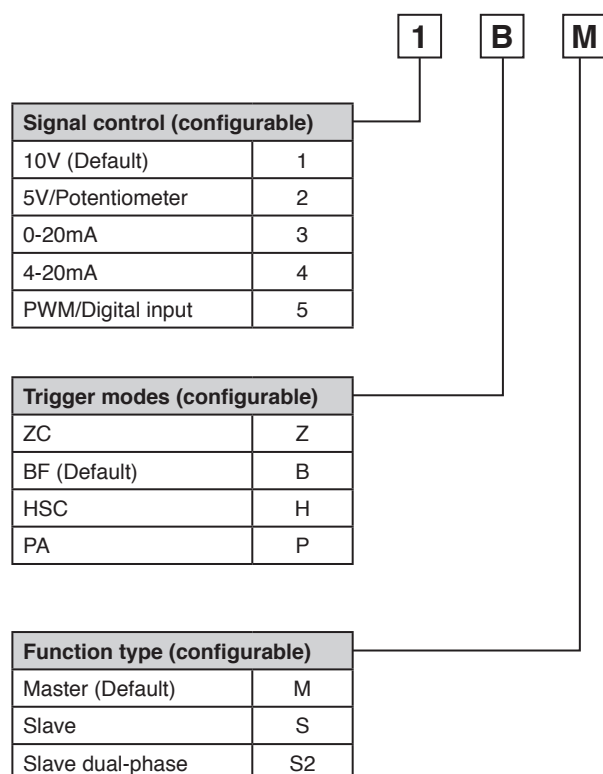 1 B M
Signal control (configurable)
10V (Default) 1
5V/Potentiometer 2
0-20mA 3
4-20mA 4
PWM/Digital input 5
Trigger modes (configurable)
ZC Z
BF (Default) B
HSC H
PA P
Function type (configurable)
Master (Default) M
Slave S
Slave dual-phase S2